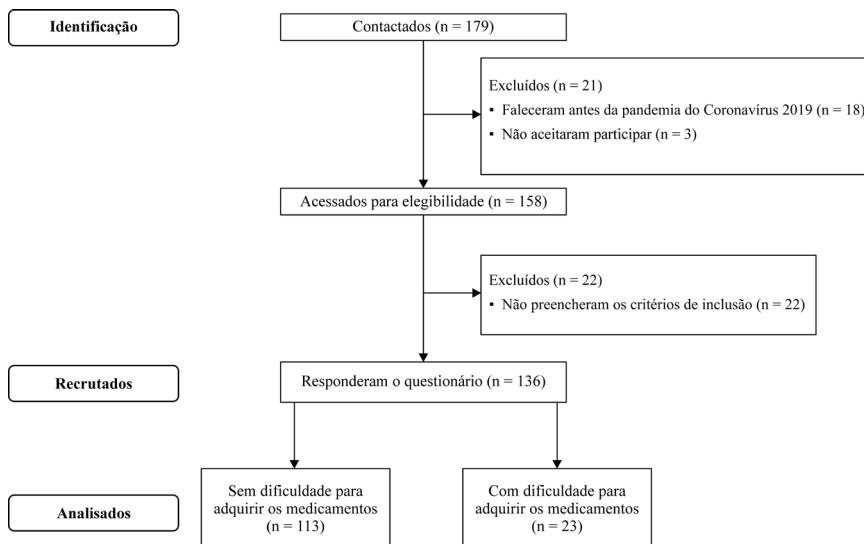 Identificação
Contactados (n = 179)
Excluídos (n = 21)
▪ Faleceram antes da pandemia do Coronavírus 2019 (n = 18)
▪ Não aceitaram participar (n = 3)
Acessados para elegibilidade (n = 158)
Excluídos (n = 22)
▪ Não preencheram os critérios de inclusão (n = 22)
Recrutados
Responderam o questionário (n = 136)
Analisados
Sem dificuldade para
adquirir os medicamentos
(n = 113)
Com dificuldade para
adquirir os medicamentos
(n = 23)